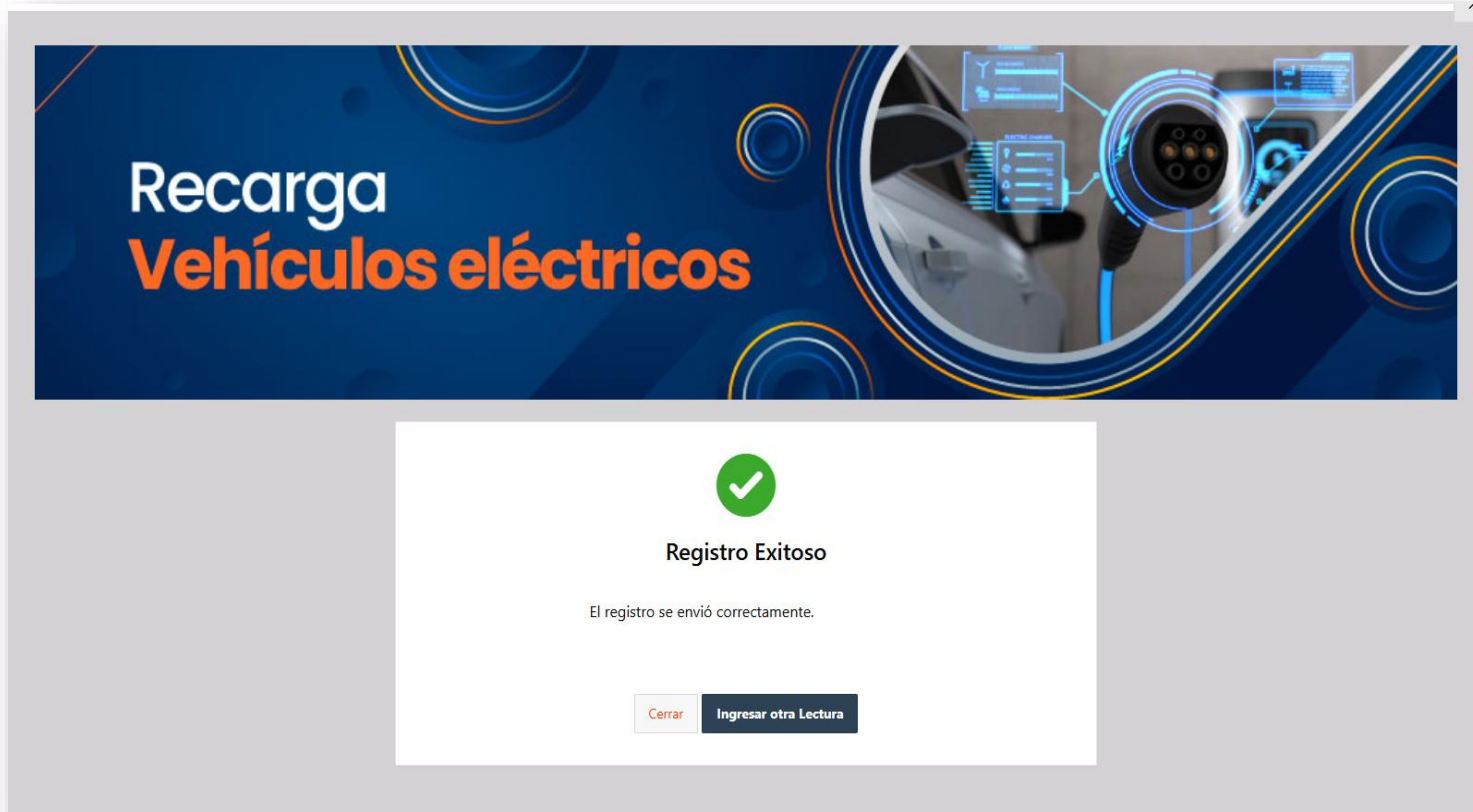 Recarga
Vehículos eléctricos
Registro Exitoso
El registro se envió correctamente.
Cerrar
Ingresar otra Lectura